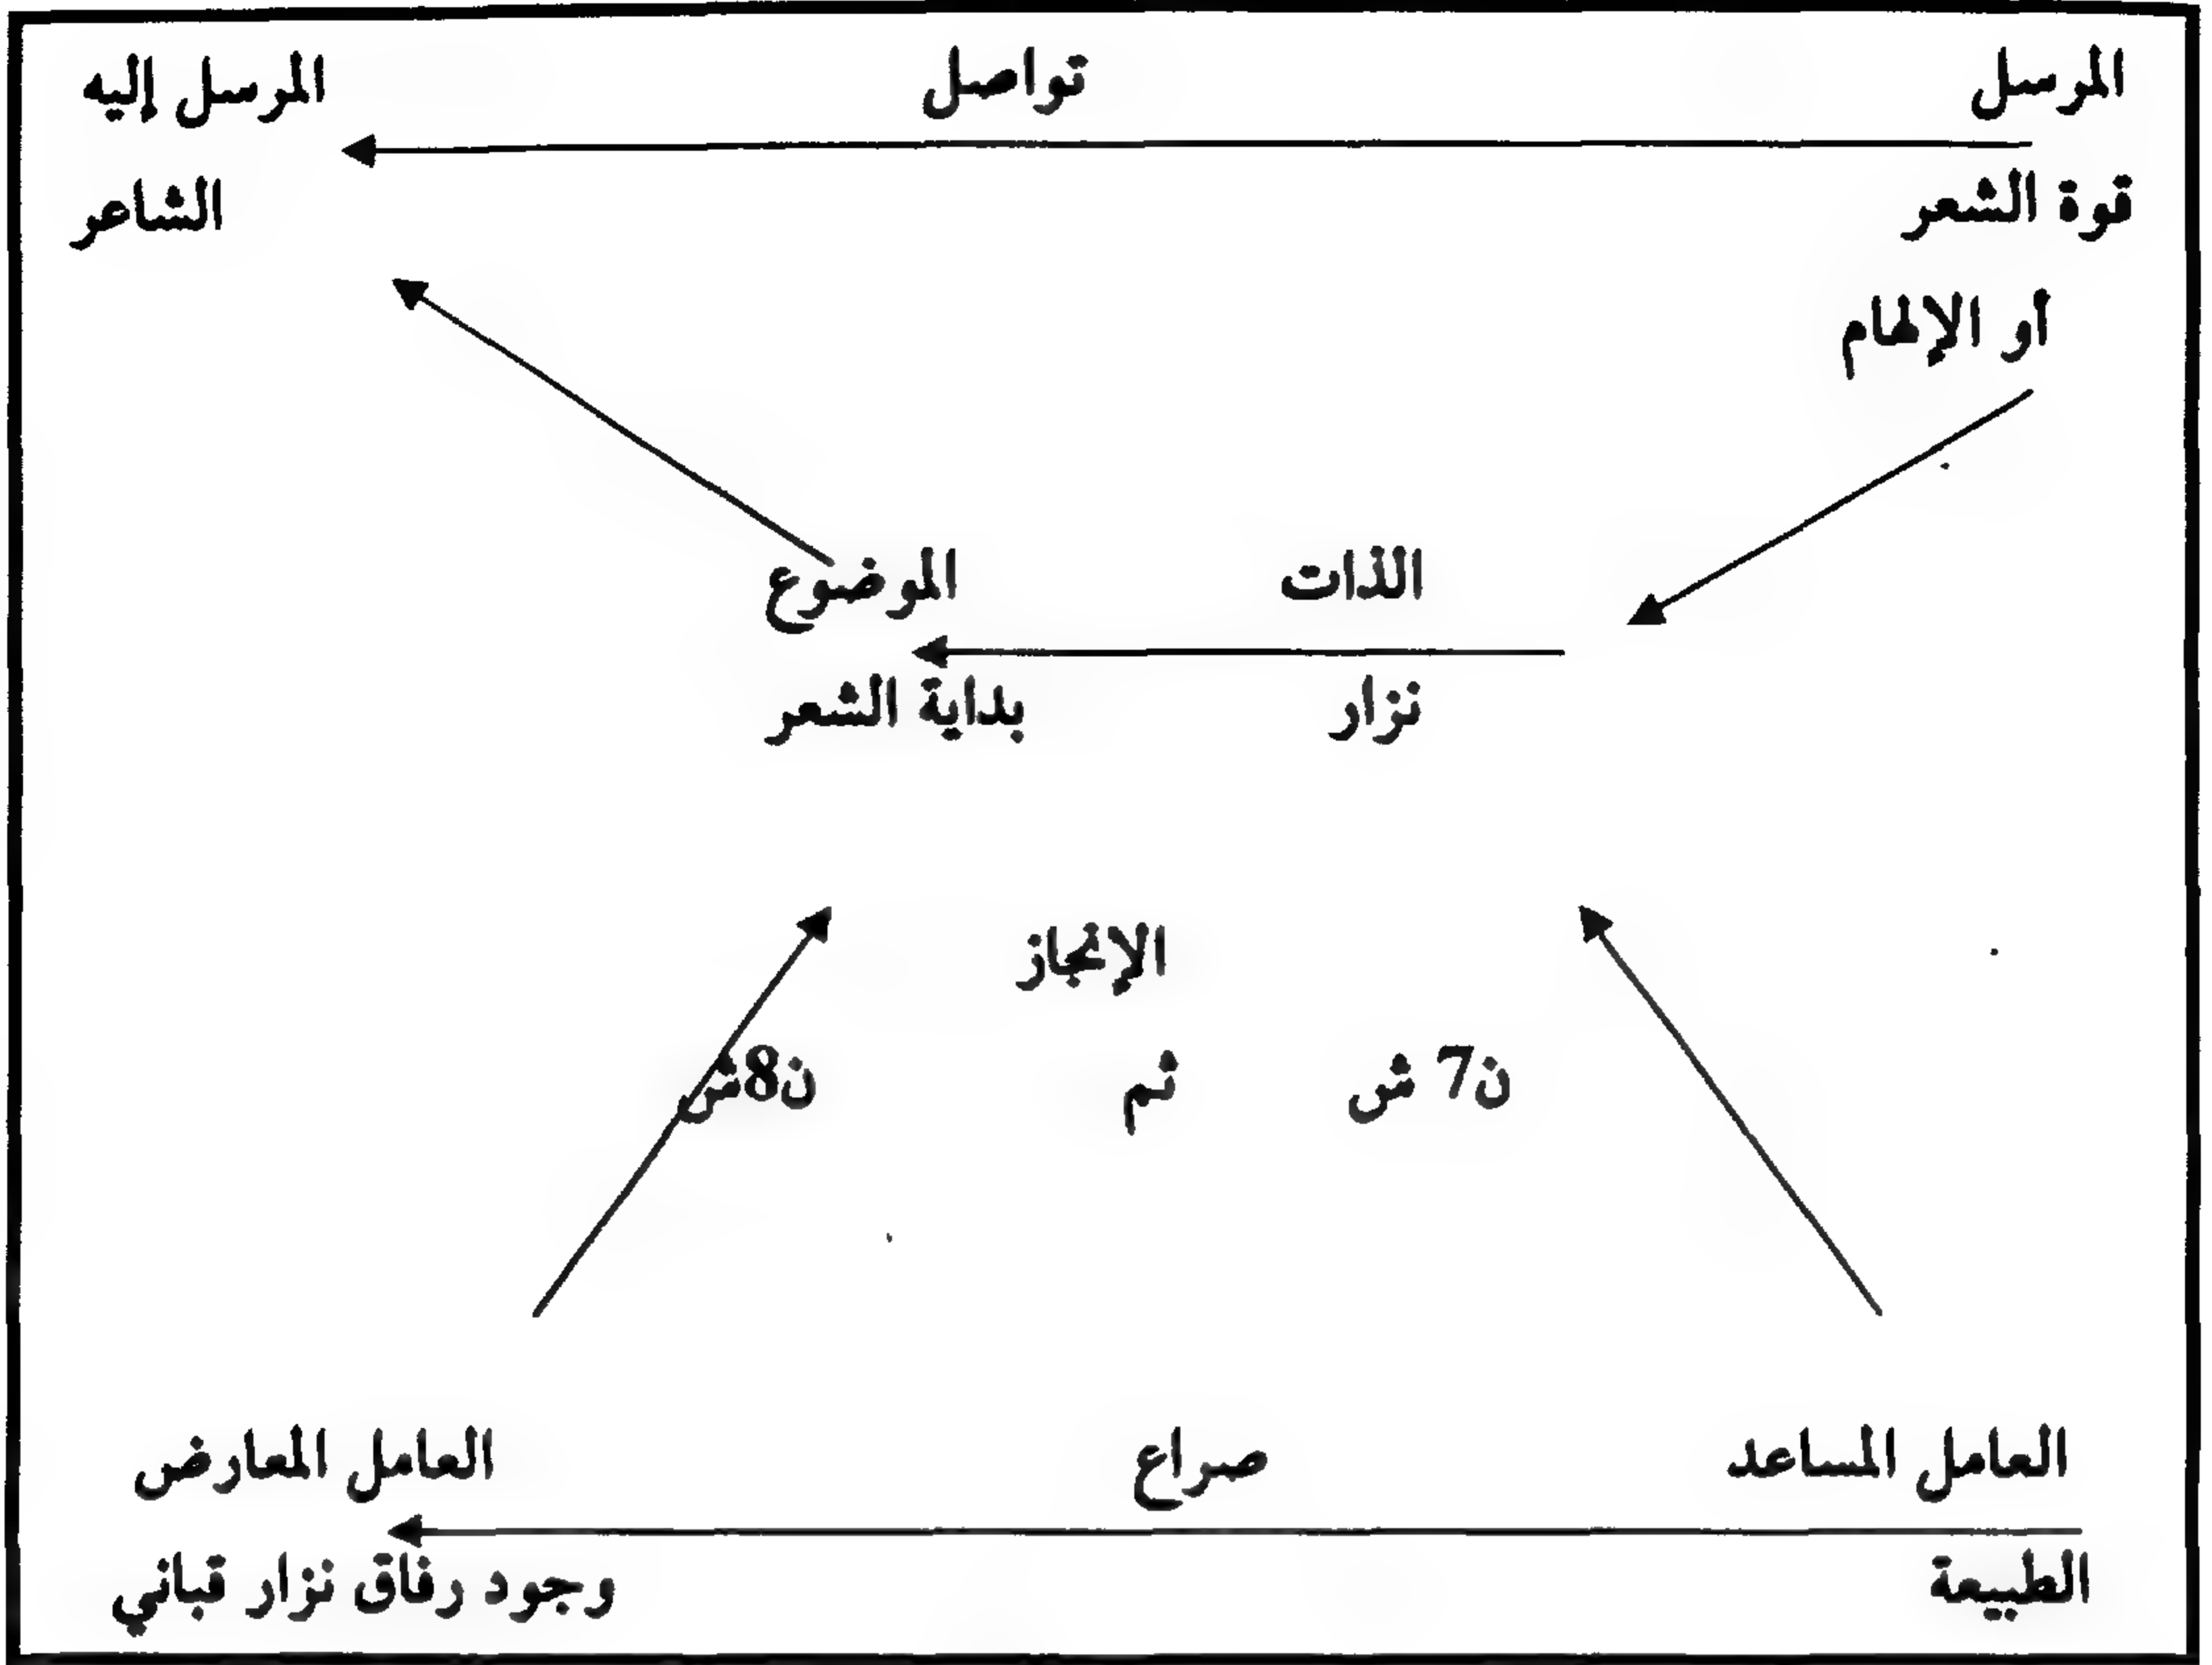 المرسل تواصل المرسل إليه
قوة الشعر الشاعر
أو الإلهام
الذات الموضوع
نزار بداية الشعر
الإنجاز
ن7 ش ثم ن8ش
العامل المساعد صراع العامل المعارض
الطبيعة وجود رفاق نزار قباني